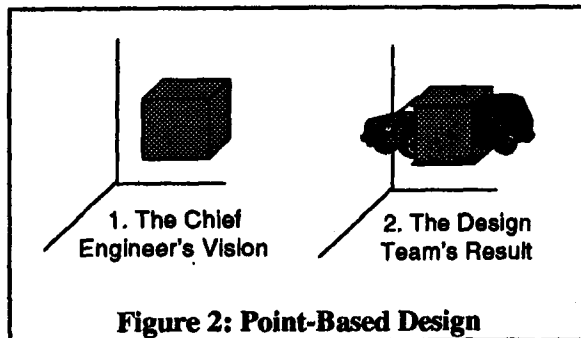 1. The Chief
Engineer's Vision
2. The Design
Team's Result
Figure 2: Point-Based Design